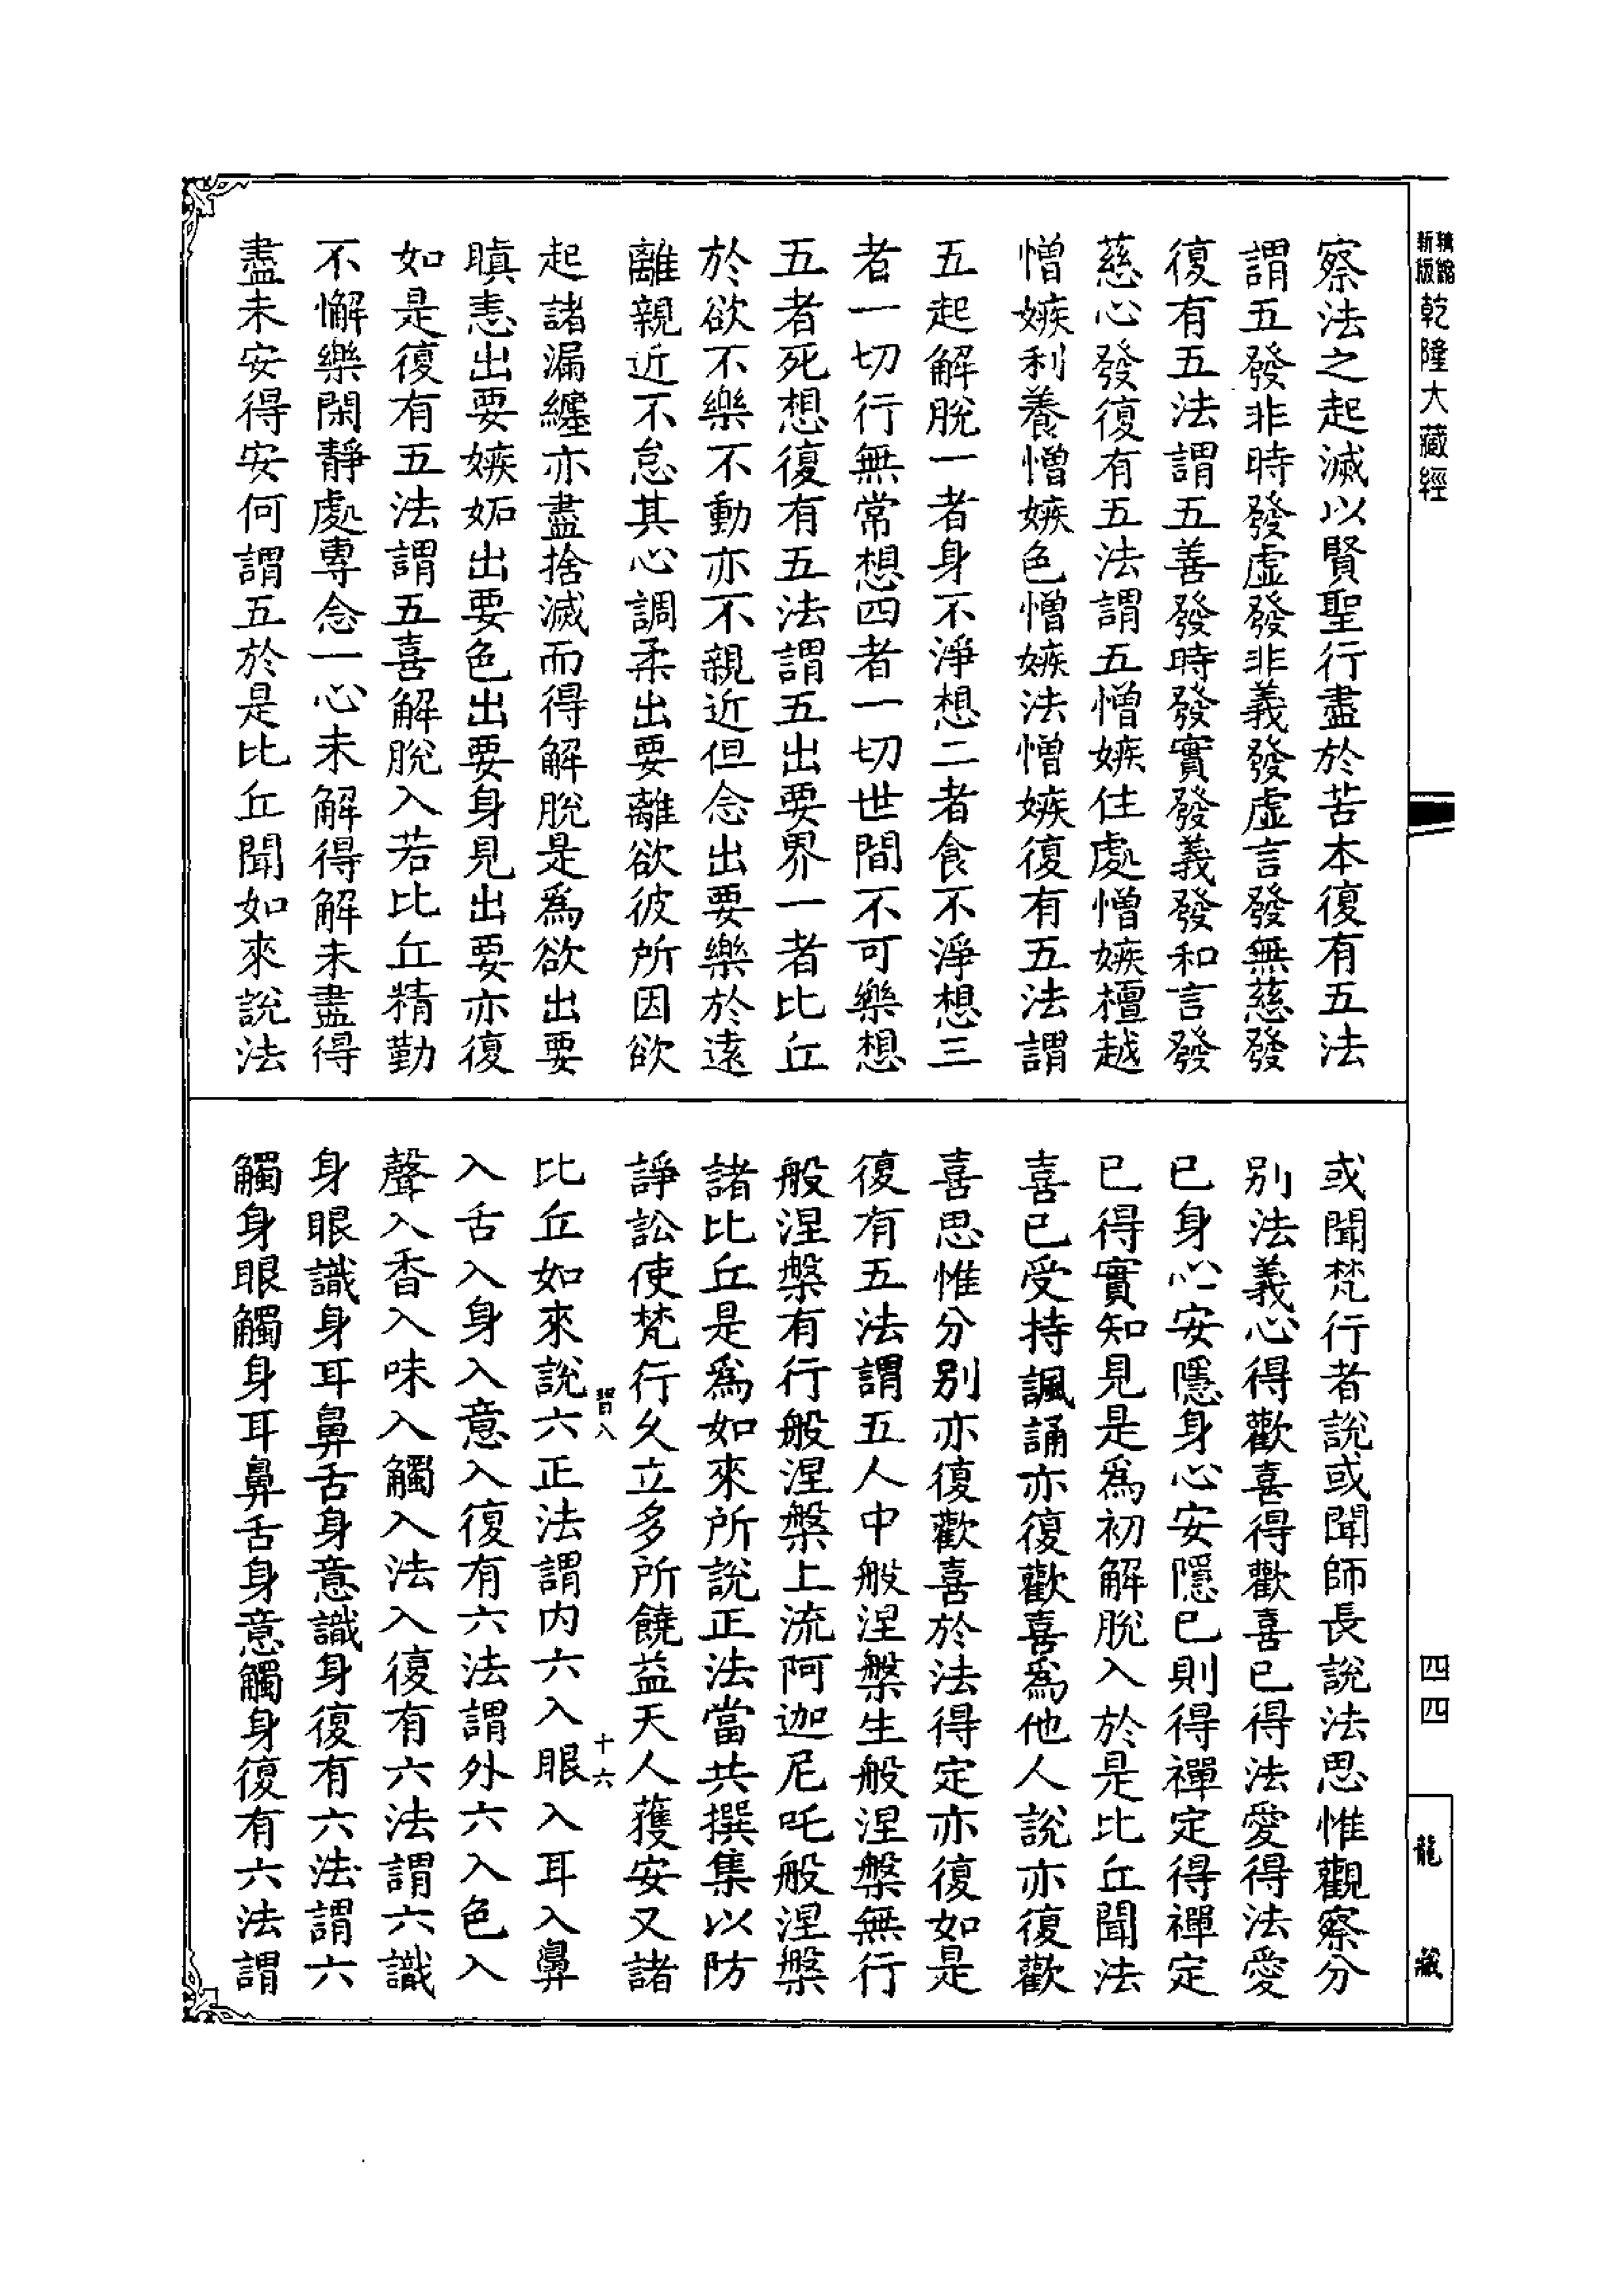 新版
乾隆大藏經
察法之起滅以賢聖行盡於苦本復有五法
謂五發非時發虛發非義發虛言發無慈發
復有五法謂五善發時發實發義發和言發
慈心發復有五法謂五憎嫉住處憎嫉檀越
憎嫉利養憎嫉色憎嫉法憎嫉復有五法謂
五起解脫一者身不淨想二者食不淨想三
者一切行無常想四者一切世間不可樂想
五者死想復有五法謂五出要界一者比丘
於欲不樂不動亦不親近但念出要樂於遠
離親近不怠其心調柔出要離欲彼所因欲
起諸漏纏亦盡捨滅而得解脫是為欲出要
瞋恚出要嫉妬出要色出要身見出要亦復
如是復有五法謂五喜解脫入若比丘精勤
不懈樂閑靜處專念一心未解得解未盡得
盡未安得安何謂五於是比丘聞如來說法
或聞梵行者說或聞師長說法思惟觀察分
别法義心得歡喜得歡喜已得法愛得法愛
已身心安隱身心安隱已則得禪定得禪定
已得實知見是為初解脫入於是比丘聞法
喜已受持諷誦亦復歡喜為他人說亦復歡
喜思惟分别亦復歡喜於法得定亦復如是
復有五法謂五人中般涅槃生般涅槃無行
般涅槃有行般涅槃上流阿迦尼吒般涅槃
諸比丘是為如來所說正法當共撰集以防
諍訟使梵行久立多所饒益天人獲安又諸
習入
十六
比丘如來說六正法謂内六入眼入耳入鼻
入舌入身入意入復有六法謂外六入色入
聲入香入味入觸入法入復有六法謂六識
身眼識身耳鼻舌身意識身復有六法謂六
觸身眼觸身耳鼻舌身意觸身復有六法謂
四四
龍藏